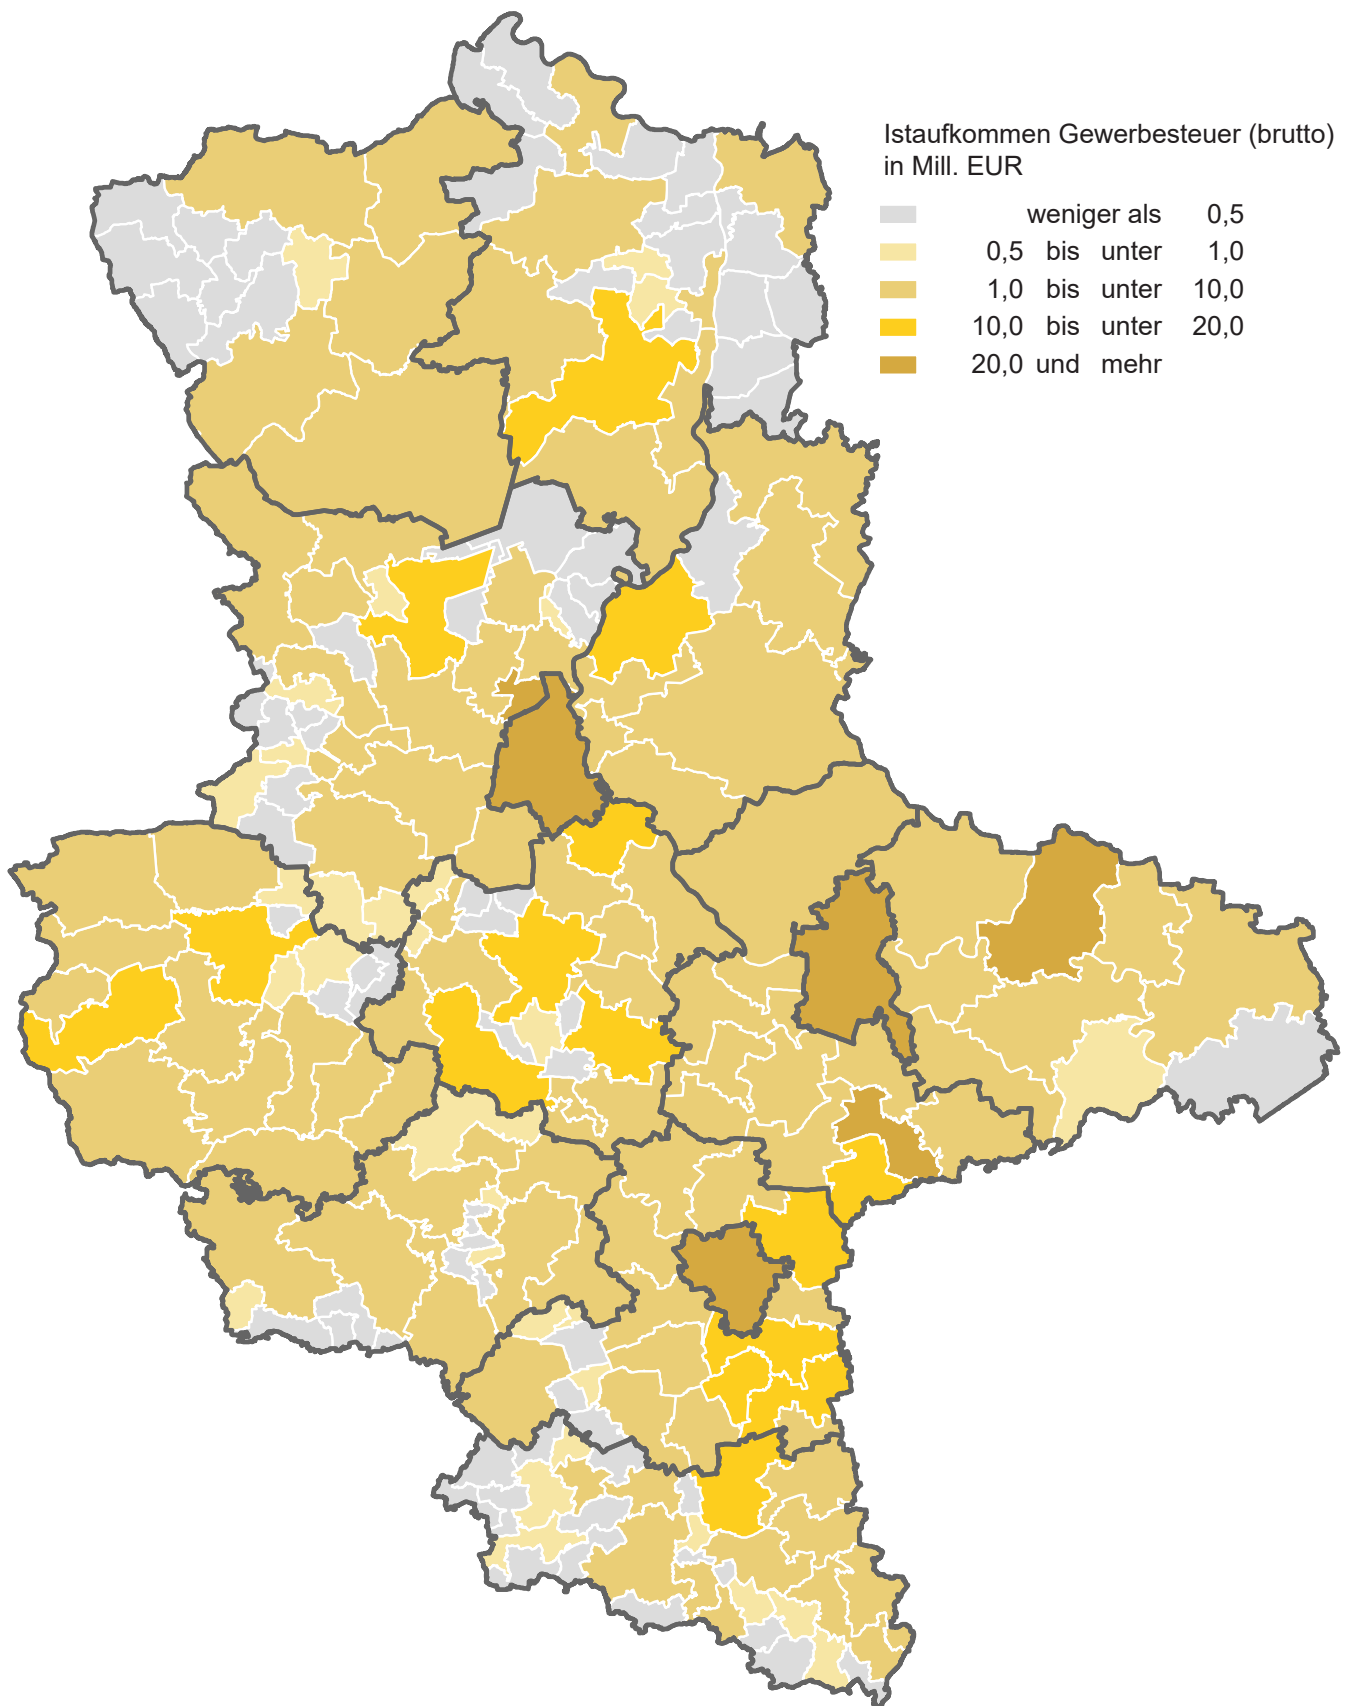 Istaufkommen Gewerbesteuer (brutto)
in Mill. EUR
weniger als 0,5
0,5 bis unter 1,0
1,0 bis unter 10,0
10,0 bis unter 20,0
20,0 und mehr